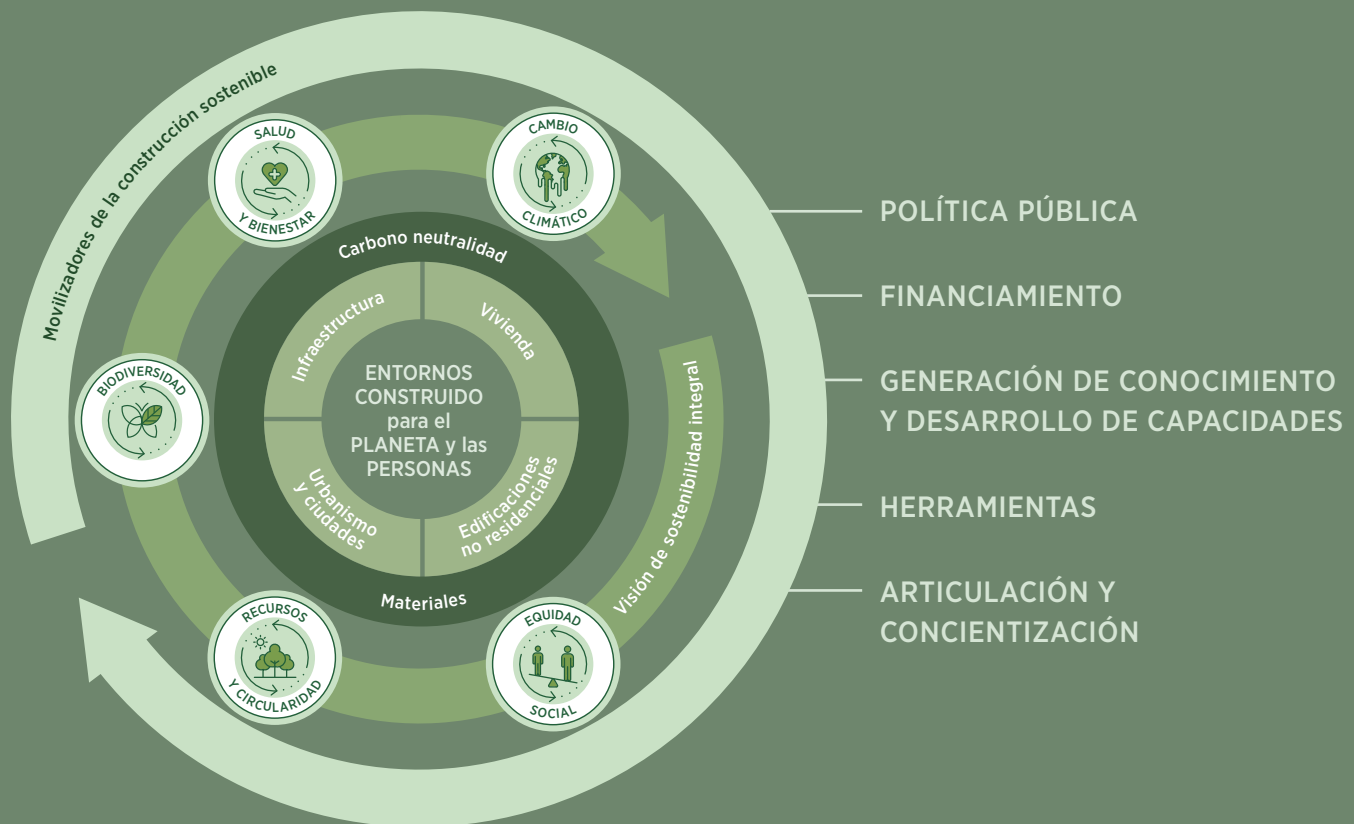 Movilizadores de la construcción sostenible
SALUD
Y BIENESTAR
CAMBIO
CLIMÁTICO
BIODIVERSIDAD
RECURSOS
Y CIRCULARIDAD
EQUIDAD
SOCIAL
Visión de sostenibilidad integral
Carbono neutralidad
Materiales
Infraestructura
Vivienda
Urbanismo
y ciudades
Edificaciones
no residenciales
ENTORNOS
CONSTRUIDO
para el
PLANETA y las
PERSONAS
POLÍTICA PÚBLICA
FINANCIAMIENTO
GENERACIÓN DE CONOCIMIENTO
Y DESARROLLO DE CAPACIDADES
HERRAMIENTAS
ARTICULACIÓN Y
CONCIENTIZACIÓN